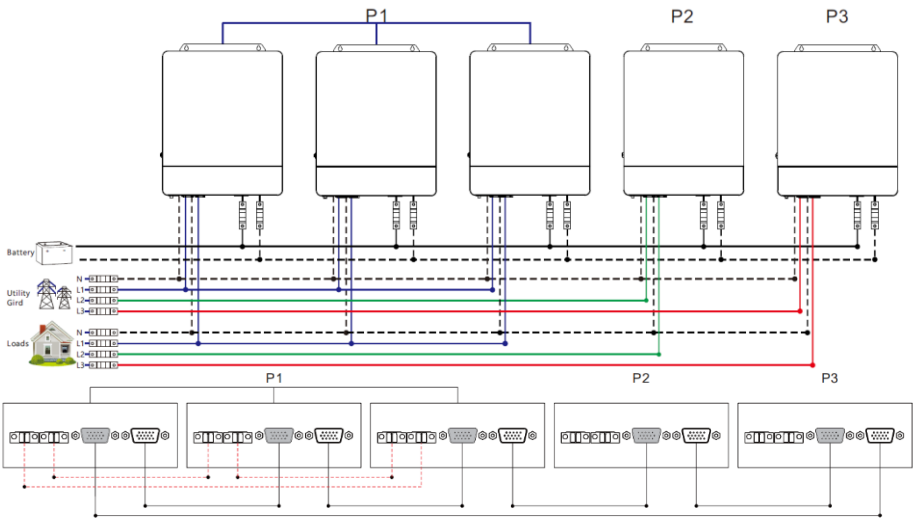 P1 P2 P3
Battery
N
Utility L1
Gird L2
L3
N
Loads L1
L2
L3
P1 P2 P3